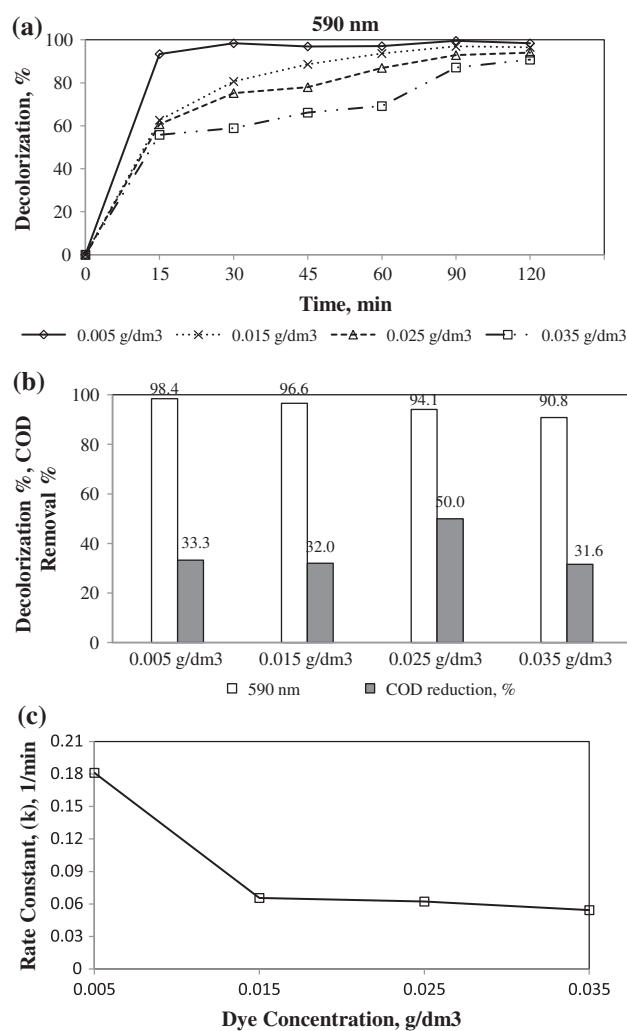 (a)
590 nm
Decolorization, %
100
80
60
40
20
0
0 15 30 45 60 90 120
Time, min
0.005 g/dm3 0.015 g/dm3 0.025 g/dm3 0.035 g/dm3
(b)
Decolorization %, COD
Removal %
100
80
60
40
20
0
98.4 96.6 94.1 90.8
33.3 32.0 50.0 31.6
0.005 g/dm3 0.015 g/dm3 0.025 g/dm3 0.035 g/dm3
590 nm COD reduction, %
(c)
Rate Constant, (k), 1/min
0.21
0.18
0.15
0.12
0.09
0.06
0.03
0
0.005 0.015 0.025 0.035
Dye Concentration, g/dm3